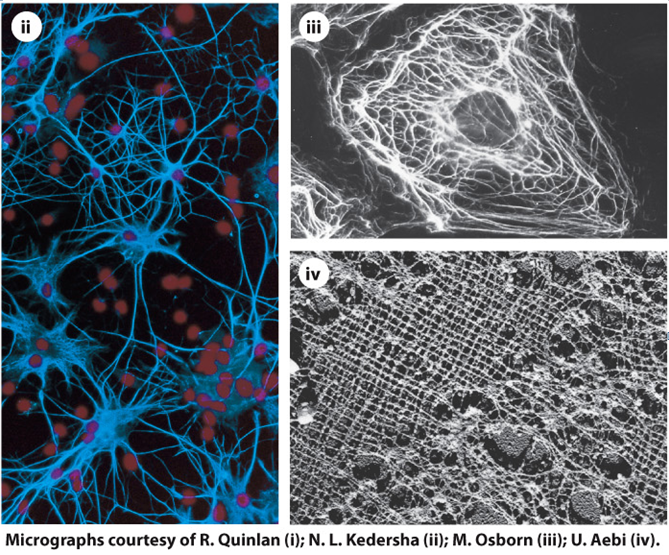 ii
iii
iv
Micrographs courtesy of R. Quinlan (i); N. L. Kedersha (ii); M. Osborn (iii); U. Aebi (iv).